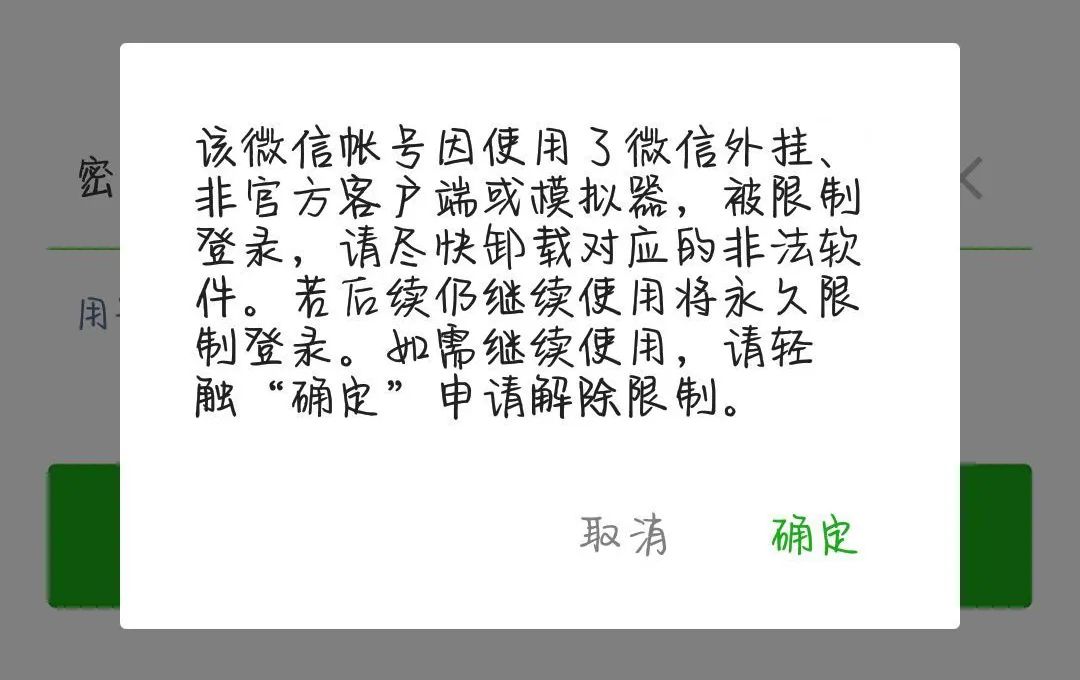 该微信帐号因使用了微信外挂、
非官方客户端或模拟器，被限制
登录，请尽快卸载对应的非法软
件。若后续仍继续使用将永久限
制登录。如需继续使用，请轻
触“确定”申请解除限制。
密
用
取消
确定